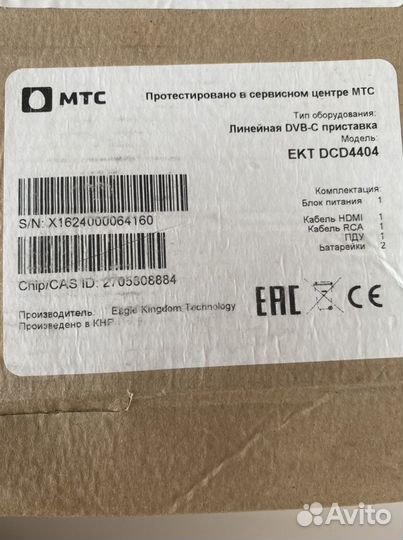 МТС
Протестировано в сервисном центре МТС
Тип оборудования:
Линейная DVB-C приставка
Модель:
EKT DCD4404
Комплектация:
Блок питания 1
Кабель HDMI 1
Кабель RCA 1
ПДУ 1
Батарейки 2
S/N: X1624000064160
Chip/CAS ID: 2705308884
Производитель: Eagle Kingdom Technology
Произведено в КНР
EAC CE
Avito